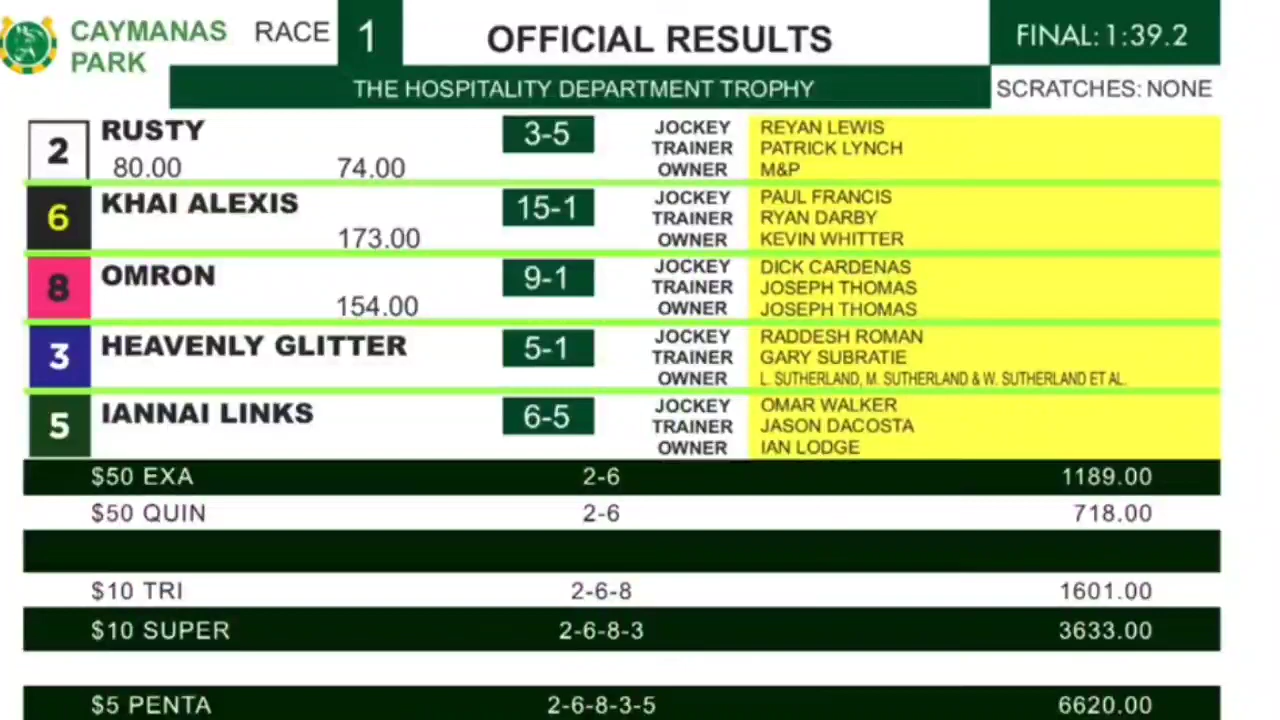 CAYMANAS PARK
RACE 1
OFFICIAL RESULTS
FINAL: 1:39.2
THE HOSPITALITY DEPARTMENT TROPHY
SCRATCHES: NONE
2 RUSTY 3-5 JOCKEY REYAN LEWIS
TRAINER PATRICK LYNCH
80.00 74.00 OWNER M&P
6 KHAI ALEXIS 15-1 JOCKEY PAUL FRANCIS
TRAINER RYAN DARBY
173.00 OWNER KEVIN WHITTER
8 OMRON 9-1 JOCKEY DICK CARDENAS
TRAINER JOSEPH THOMAS
154.00 OWNER JOSEPH THOMAS
3 HEAVENLY GLITTER 5-1 JOCKEY RADDESH ROMAN
TRAINER GARY SUBRATIE
OWNER L. SUTHERLAND, M. SUTHERLAND & W. SUTHERLAND ET AL.
5 IANNAI LINKS 6-5 JOCKEY OMAR WALKER
TRAINER JASON DACOSTA
OWNER IAN LODGE
$50 EXA 2-6 1189.00
$50 QUIN 2-6 718.00
$10 TRI 2-6-8 1601.00
$10 SUPER 2-6-8-3 3633.00
$5 PENTA 2-6-8-3-5 6620.00